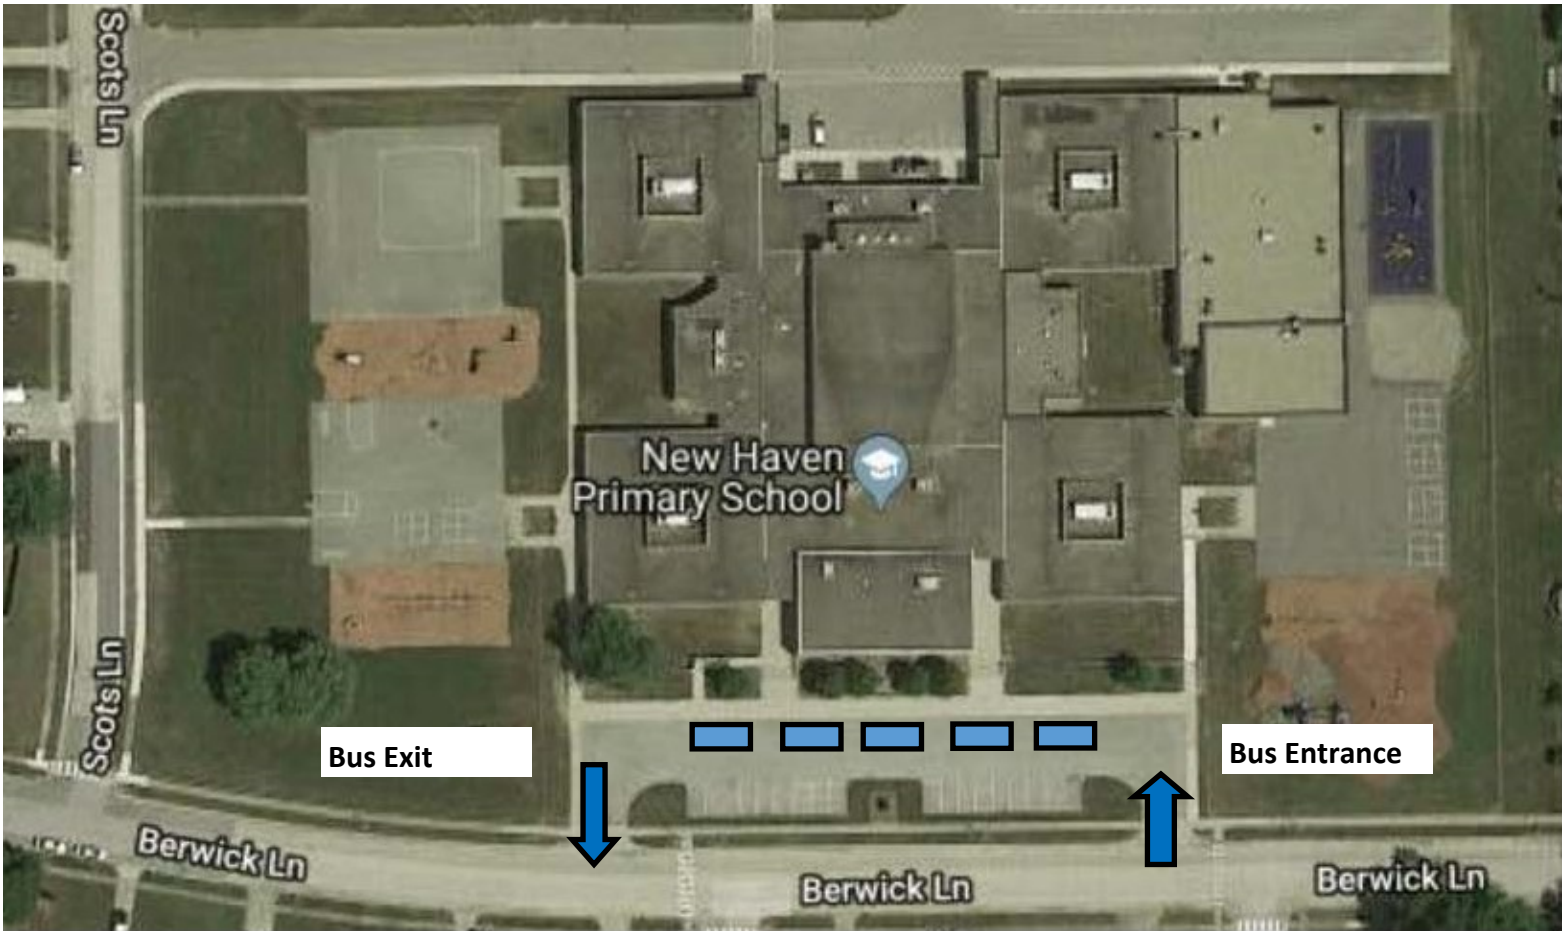 Scots Ln
New Haven
Primary School
Scots Ln
Bus Exit
Bus Entrance
Berwick Ln
Berwick Ln
Berwick Ln